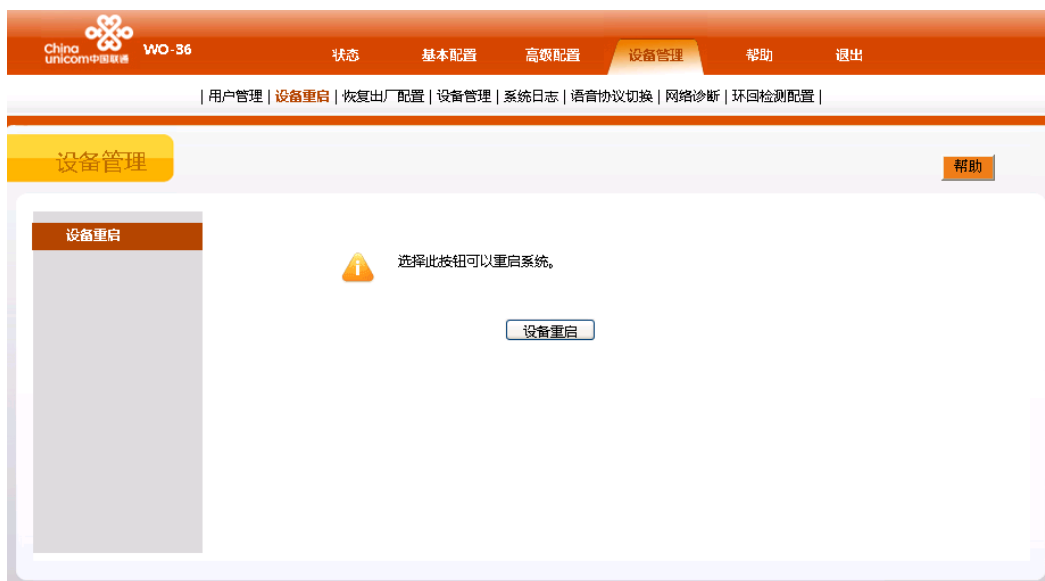 China
unicom中国联通
WO-36
状态 基本配置 高级配置 设备管理 帮助 退出
|用户管理|设备重启|恢复出厂配置|设备管理|系统日志|语音协议切换|网络诊断|环回检测配置|
设备管理
帮助
设备重启
选择此按钮可以重启系统。
设备重启